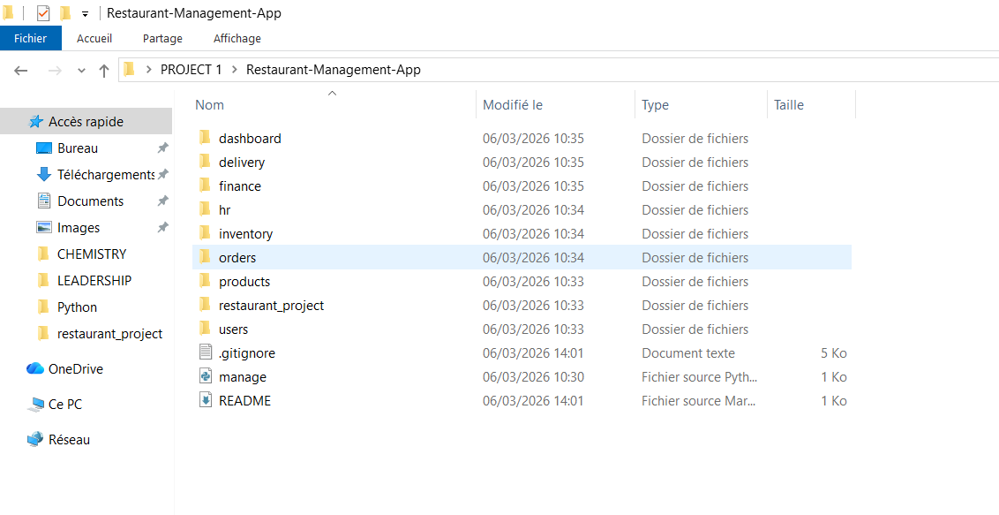 Restaurant-Management-App
Fichier Accueil Partage Affichage
PROJECT 1 Restaurant-Management-App
Nom Modifié le Type Taille
Accès rapide
Bureau
Téléchargements
Documents
Images
CHEMISTRY
LEADERSHIP
Python
restaurant_project
OneDrive
Ce PC
Réseau
dashboard 06/03/2026 10:35 Dossier de fichiers
delivery 06/03/2026 10:35 Dossier de fichiers
finance 06/03/2026 10:35 Dossier de fichiers
hr 06/03/2026 10:34 Dossier de fichiers
inventory 06/03/2026 10:34 Dossier de fichiers
orders 06/03/2026 10:34 Dossier de fichiers
products 06/03/2026 10:33 Dossier de fichiers
restaurant_project 06/03/2026 10:33 Dossier de fichiers
users 06/03/2026 10:33 Dossier de fichiers
.gitignore 06/03/2026 14:01 Document texte 5 Ko
manage 06/03/2026 10:30 Fichier source Pyth... 1 Ko
README 06/03/2026 14:01 Fichier source Mar... 1 Ko